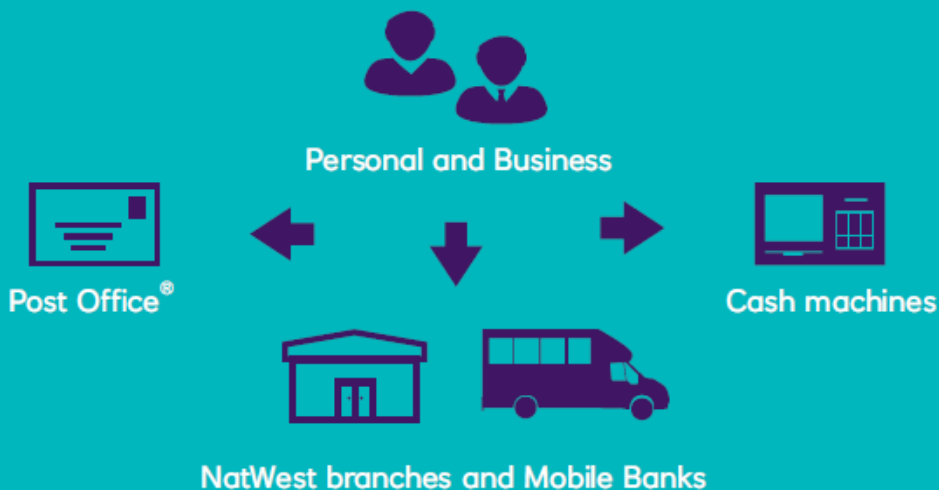 Personal and Business
Post Office®
Cash machines
NatWest branches and Mobile Banks